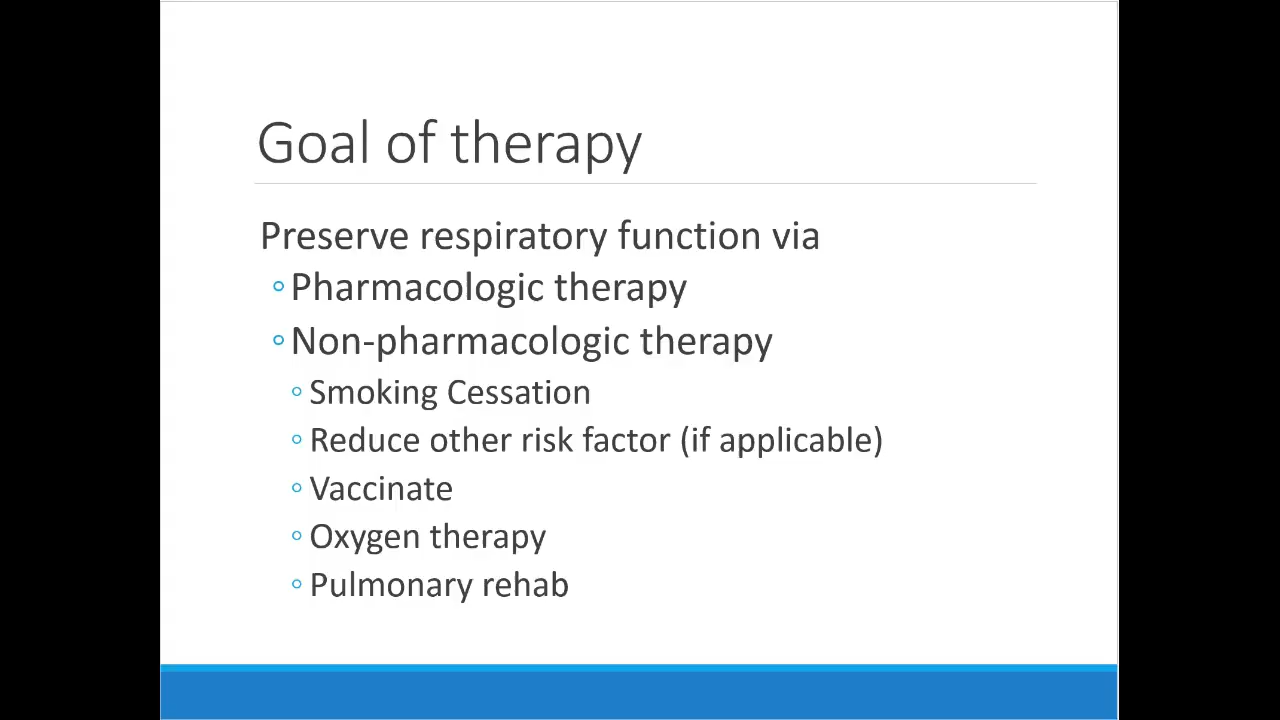 Goal of therapy
Preserve respiratory function via
◦Pharmacologic therapy
◦Non-pharmacologic therapy
◦Smoking Cessation
◦Reduce other risk factor (if applicable)
◦Vaccinate
◦Oxygen therapy
◦Pulmonary rehab